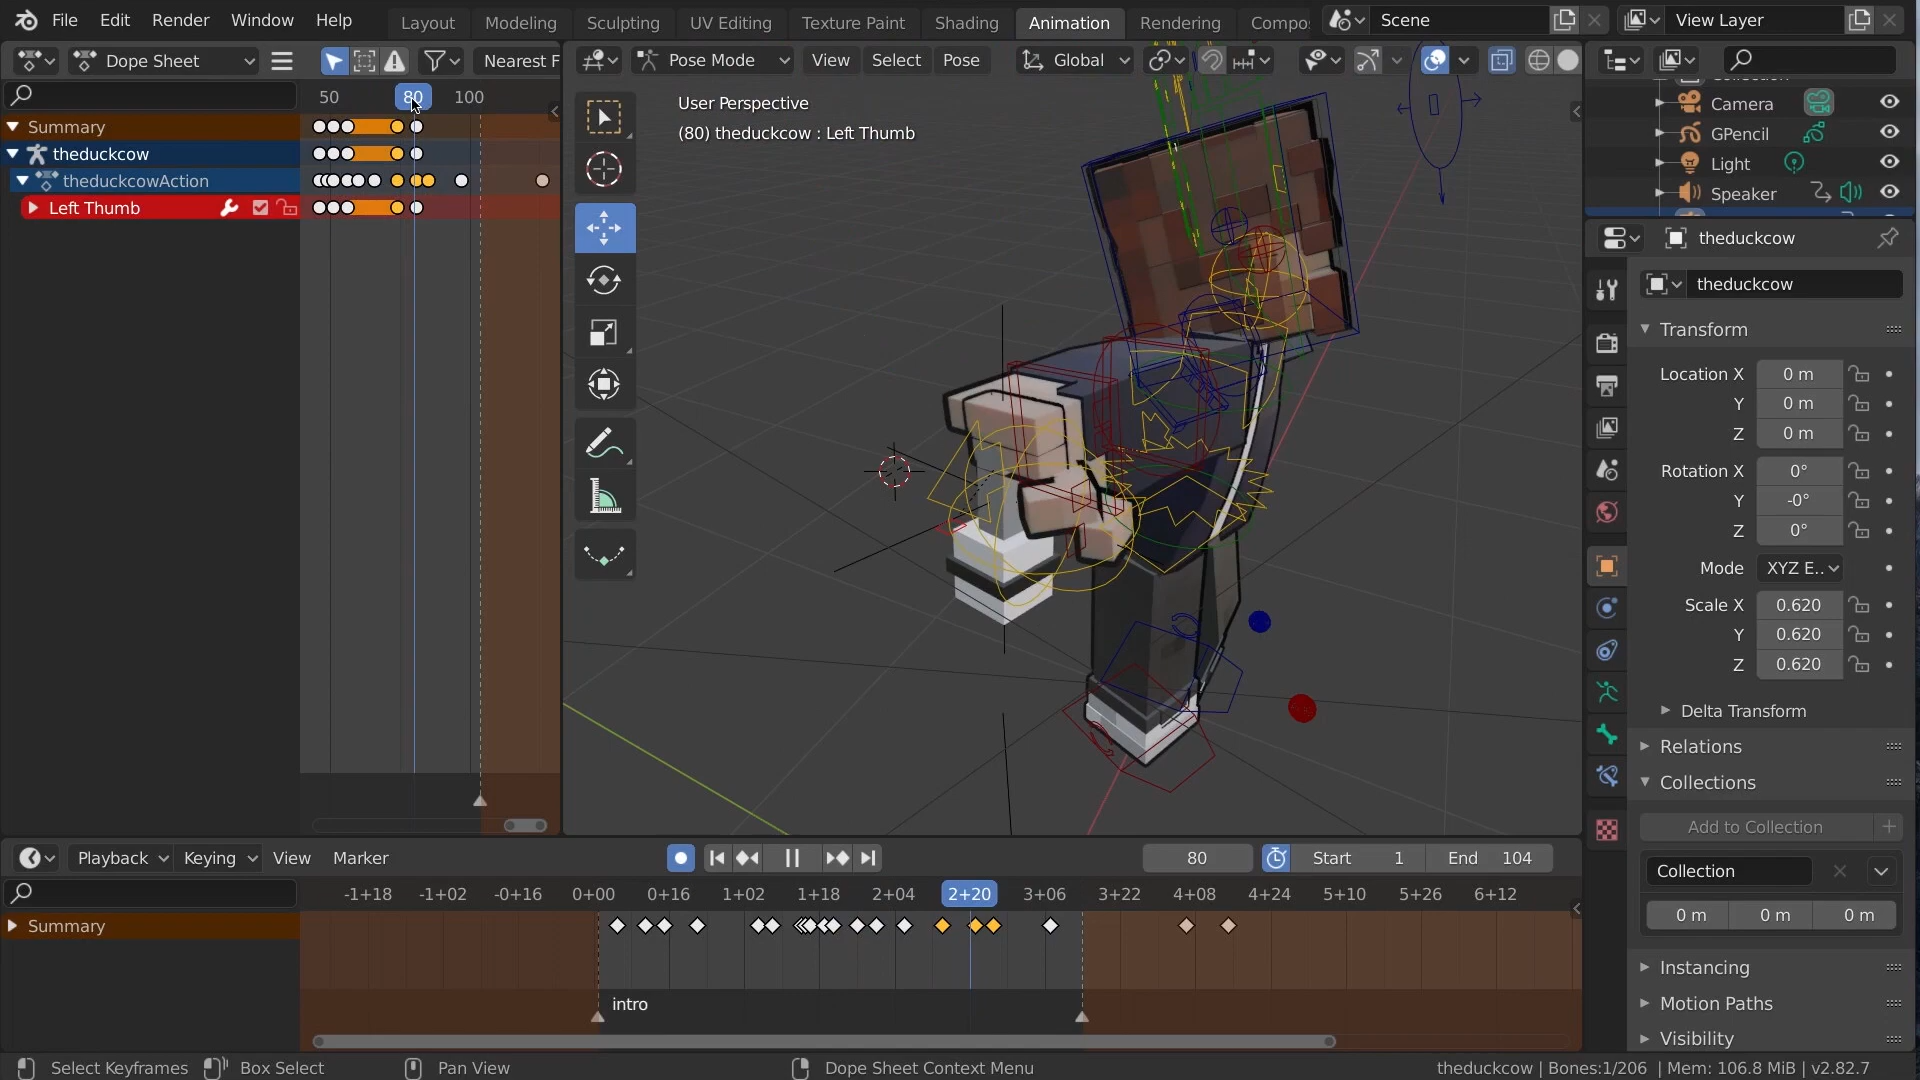 File Edit Render Window Help Layout Modeling Sculpting UV Editing Texture Paint Shading Animation Rendering Compo Scene View Layer
Dope Sheet Nearest F Pose Mode View Select Pose Global
50 80 100
Summary
theduckcow
theduckcowAction
Left Thumb
User Perspective
(80) theduckcow : Left Thumb
Camera
GPencil
Light
Speaker
theduckcow
theduckcow
Transform
Location X 0 m
Y 0 m
Z 0 m
Rotation X 0°
Y -0°
Z 0°
Mode XYZ E..
Scale X 0.620
Y 0.620
Z 0.620
Delta Transform
Relations
Collections
Add to Collection
Collection
0 m 0 m 0 m
Instancing
Motion Paths
Visibility
Playback Keying View Marker 80 Start 1 End 104
-1+18 -1+02 -0+16 0+00 0+16 1+02 1+18 2+04 2+20 3+06 3+22 4+08 4+24 5+10 5+26 6+12
Summary
intro
Select Keyframes Box Select Pan View Dope Sheet Context Menu theduckcow | Bones:1/206 | Mem: 106.8 MiB | v2.82.7